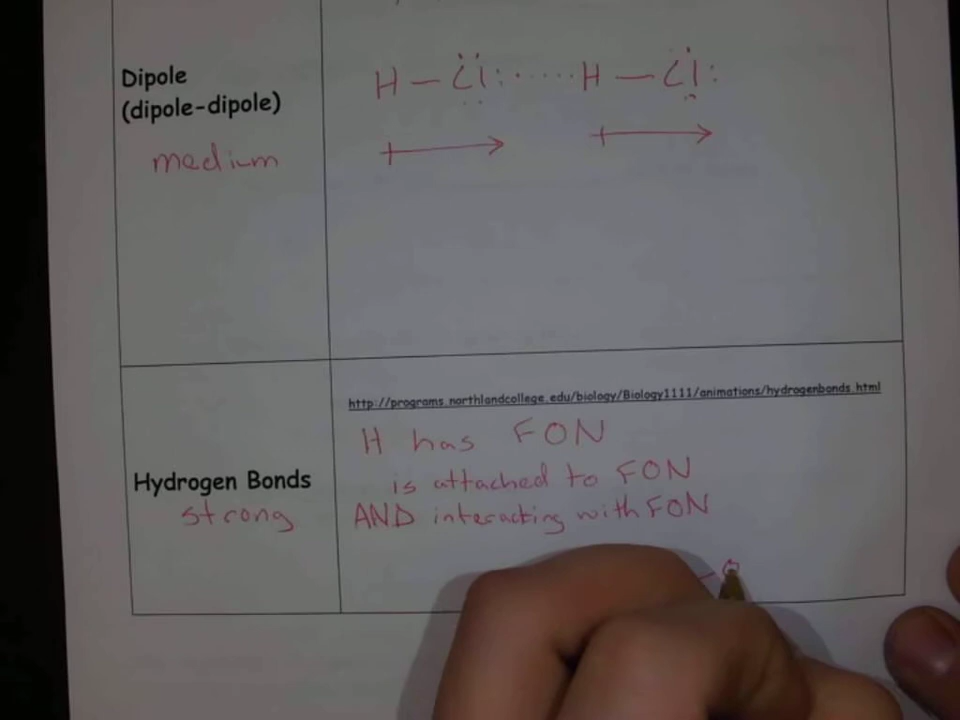 Dipole
(dipole-dipole)
medium
H — Cl: ····· H — Cl:
http://programs.northlandcollege.edu/biology/Biology1111/animations/hydrogenbonds.html
H has FON
is attached to FON
AND interacting with FON
Hydrogen Bonds
strong